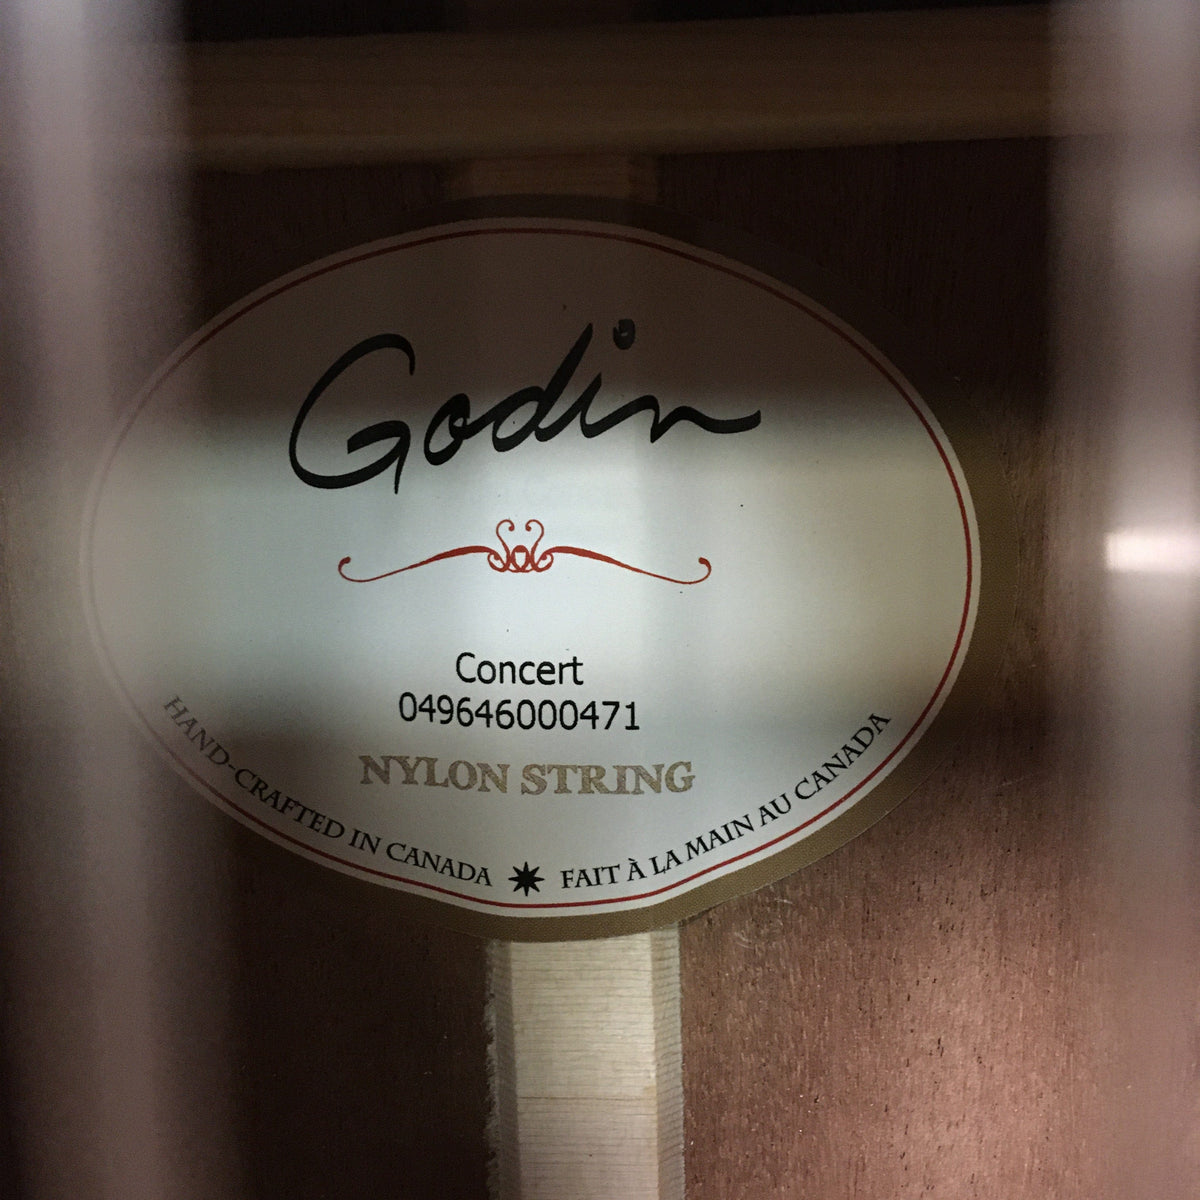 Godin
Concert
049646000471
NYLON STRING
HAND-CRAFTED IN CANADA ✷ FAIT À LA MAIN AU CANADA